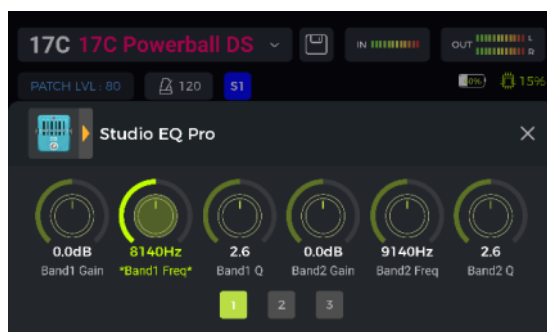 17C 17C Powerball DS IN OUT L
R
PATCH LVL: 80 120 S1 0% 15%
Studio EQ Pro
0.0dB 8140Hz 2.6 0.0dB 9140Hz 2.6
Band1 Gain *Band1 Freq* Band1 Q Band2 Gain Band2 Freq Band2 Q
1 2 3